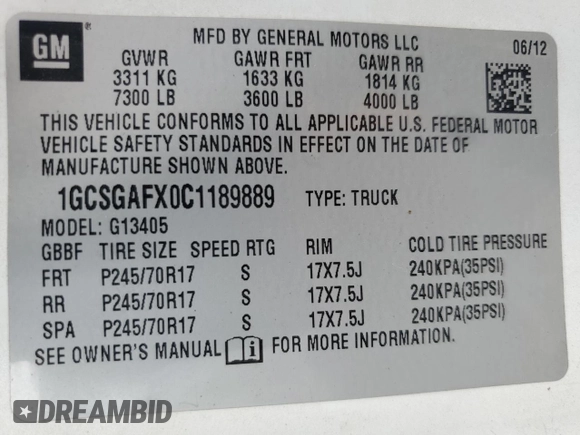 GM
MFD BY GENERAL MOTORS LLC
06/12
GVWR GAWR FRT GAWR RR
3311 KG 1633 KG 1814 KG
7300 LB 3600 LB 4000 LB
THIS VEHICLE CONFORMS TO ALL APPLICABLE U.S. FEDERAL MOTOR
VEHICLE SAFETY STANDARDS IN EFFECT ON THE DATE OF
MANUFACTURE SHOWN ABOVE.
1GCSGAFX0C1189889 TYPE: TRUCK
MODEL: G13405
GBBF TIRE SIZE SPEED RTG RIM COLD TIRE PRESSURE
FRT P245/70R17 S 17X7.5J 240KPA(35PSI)
RR P245/70R17 S 17X7.5J 240KPA(35PSI)
SPA P245/70R17 S 17X7.5J 240KPA(35PSI)
SEE OWNER'S MANUAL FOR MORE INFORMATION.
DREAMBID